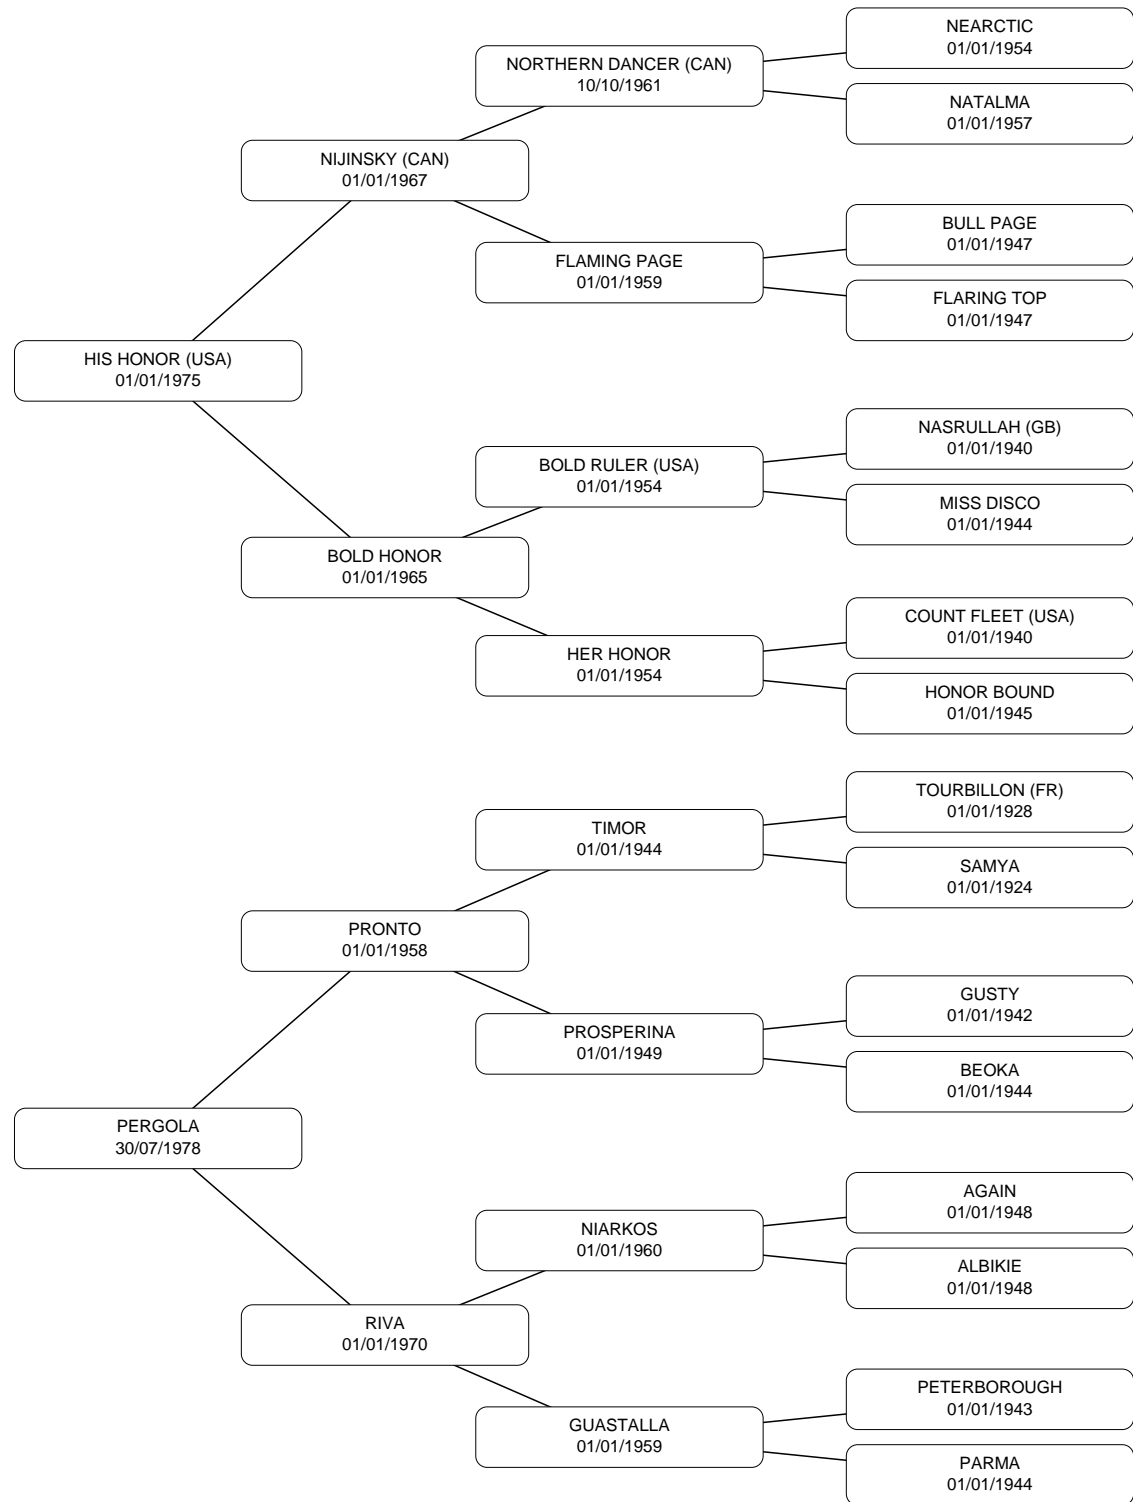 NEARCTIC
01/01/1954
NORTHERN DANCER (CAN)
10/10/1961
NATALMA
01/01/1957
NIJINSKY (CAN)
01/01/1967
BULL PAGE
01/01/1947
FLAMING PAGE
01/01/1959
FLARING TOP
01/01/1947
HIS HONOR (USA)
01/01/1975
NASRULLAH (GB)
01/01/1940
BOLD RULER (USA)
01/01/1954
MISS DISCO
01/01/1944
BOLD HONOR
01/01/1965
COUNT FLEET (USA)
01/01/1940
HER HONOR
01/01/1954
HONOR BOUND
01/01/1945
TOURBILLON (FR)
01/01/1928
TIMOR
01/01/1944
SAMYA
01/01/1924
PRONTO
01/01/1958
GUSTY
01/01/1942
PROSPERINA
01/01/1949
BEOKA
01/01/1944
PERGOLA
30/07/1978
AGAIN
01/01/1948
NIARKOS
01/01/1960
ALBIKIE
01/01/1948
RIVA
01/01/1970
PETERBOROUGH
01/01/1943
GUASTALLA
01/01/1959
PARMA
01/01/1944